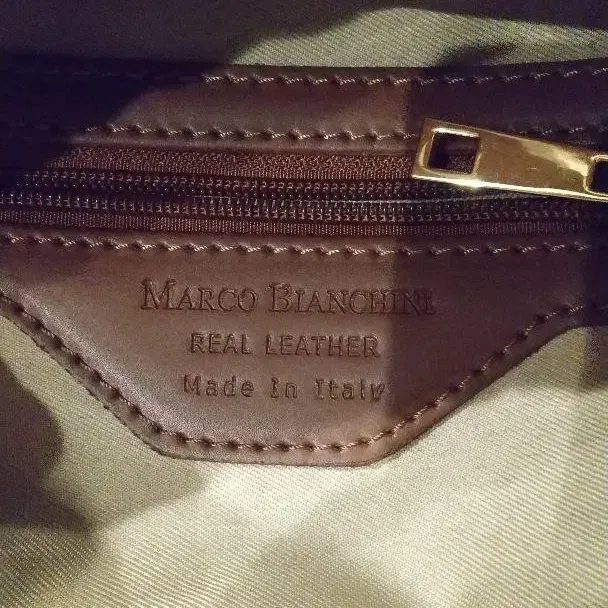 MARCO BIANCHINI
REAL LEATHER
Made In Italy